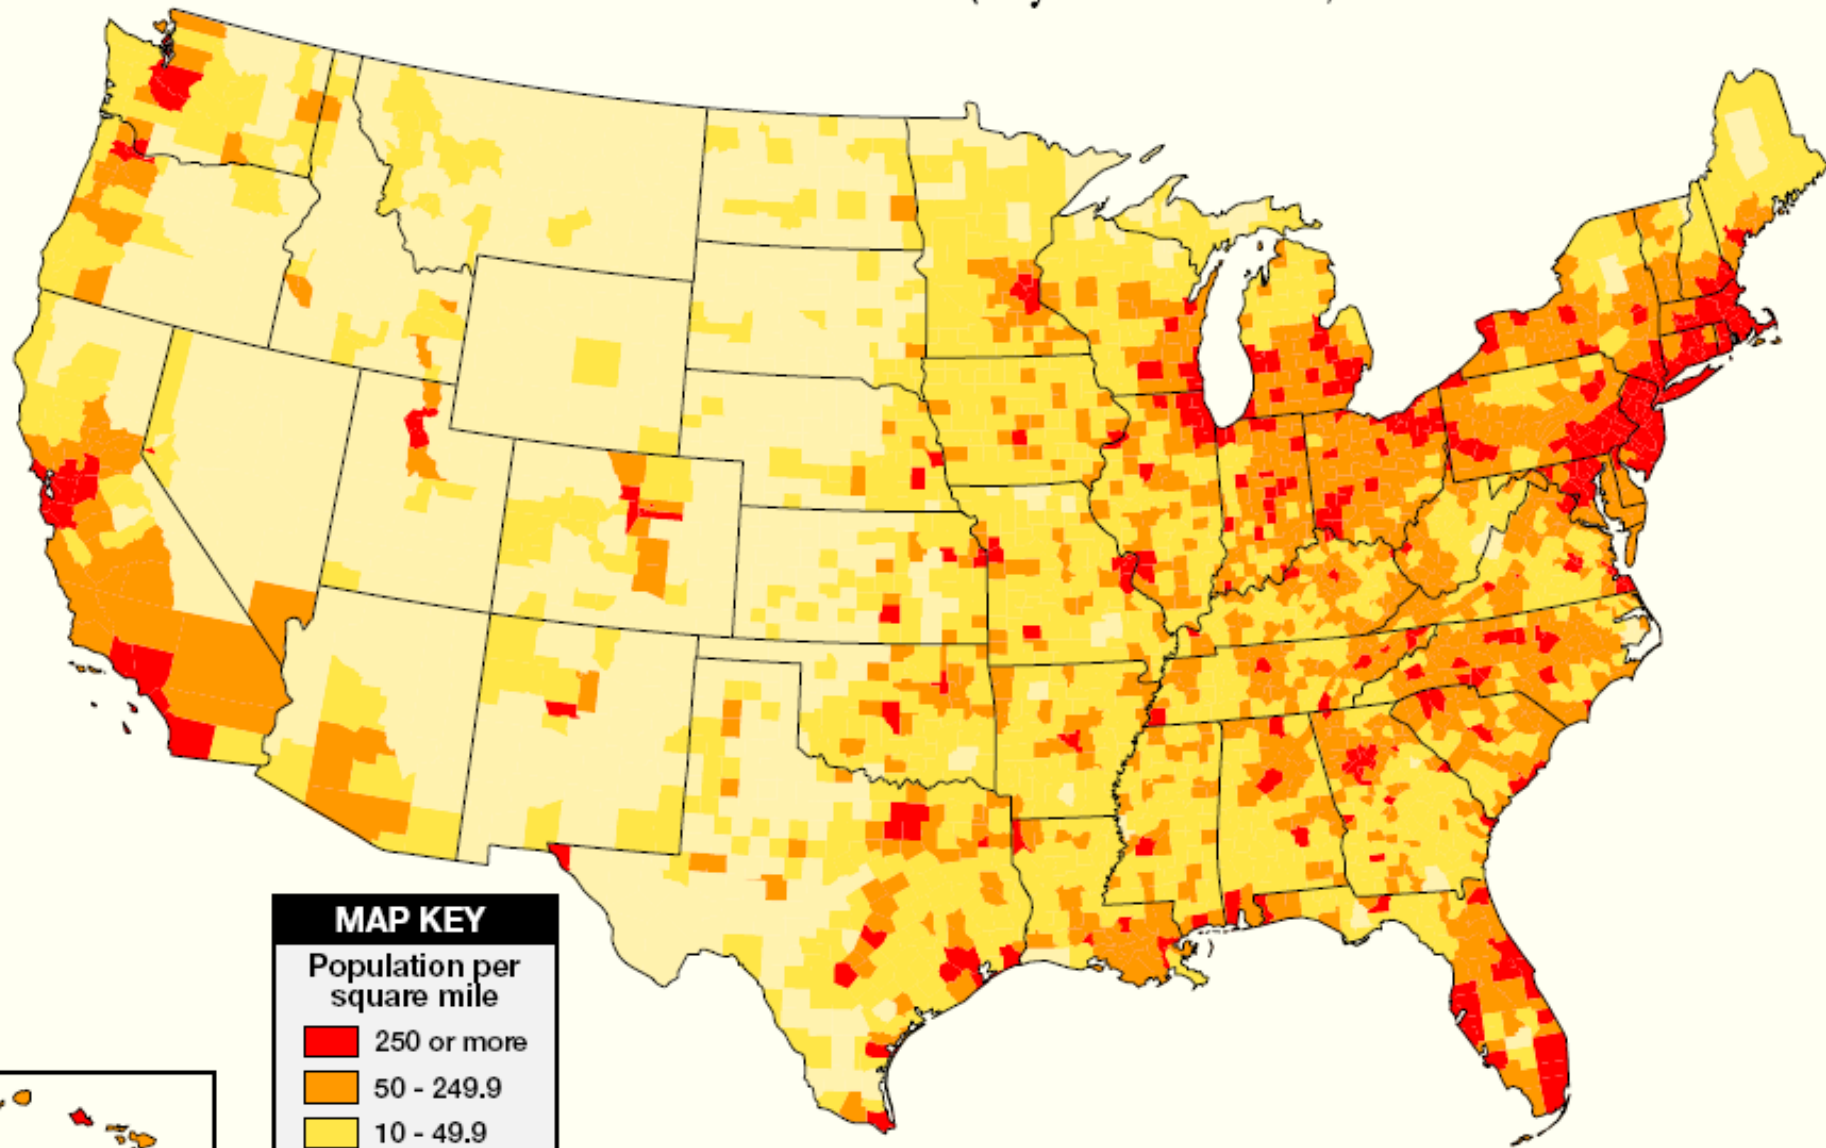 MAP KEY
Population per
square mile
250 or more
50 - 249.9
10 - 49.9